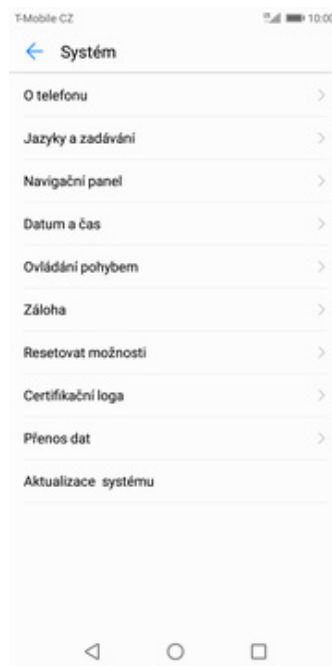 T-Mobile CZ 10:00
Systém
O telefonu
Jazyky a zadávání
Navigační panel
Datum a čas
Ovládání pohybem
Záloha
Resetovat možnosti
Certifikační loga
Přenos dat
Aktualizace systému